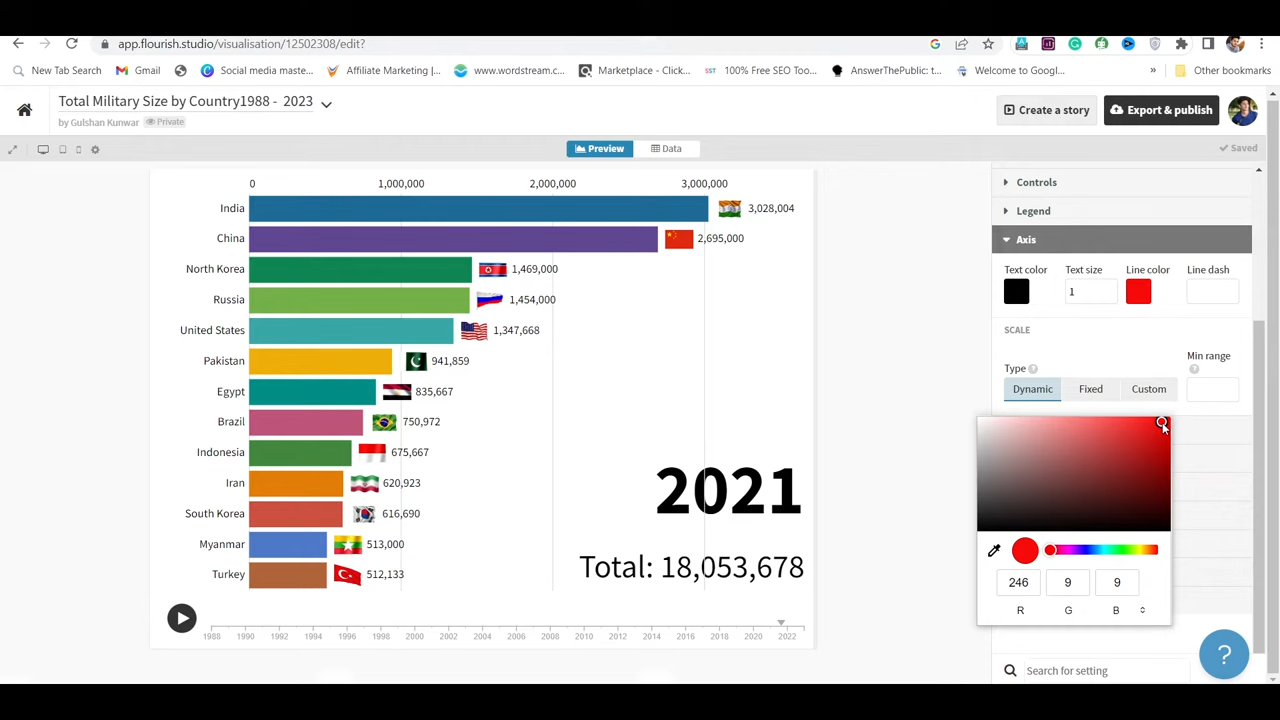 app.flourish.studio/visualisation/12502308/edit?
New Tab Search
Gmail
Social media maste...
Affiliate Marketing |...
www.wordstream.c...
Marketplace - Click...
SST 100% Free SEO Too...
AnswerThePublic: t...
Welcome to Googl...
»
Other bookmarks
Total Military Size by Country1988 - 2023
by Gulshan Kunwar
Private
Create a story
Export & publish
Preview
Data
Saved
0 1,000,000 2,000,000 3,000,000
India 3,028,004
China 2,695,000
North Korea 1,469,000
Russia 1,454,000
United States 1,347,668
Pakistan 941,859
Egypt 835,667
Brazil 750,972
Indonesia 675,667
Iran 620,923
South Korea 616,690
Myanmar 513,000
Turkey 512,133
2021
Total: 18,053,678
1988 1990 1992 1994 1996 1998 2000 2002 2004 2006 2008 2010 2012 2014 2016 2018 2020 2022
Controls
Legend
Axis
Text color Text size Line color Line dash
1
SCALE
Type ? Min range ?
Dynamic Fixed Custom
246 9 9
R G B
Search for setting
?